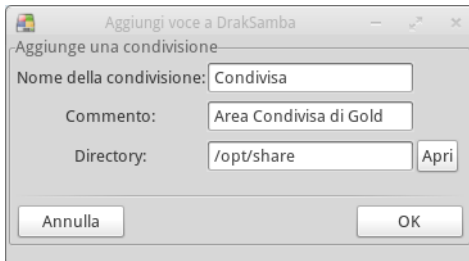 Aggiungi voce a DrakSamba
Aggiunge una condivisione
Nome della condivisione: Condivisa
Commento: Area Condivisa di Gold
Directory: /opt/share Apri
Annulla OK